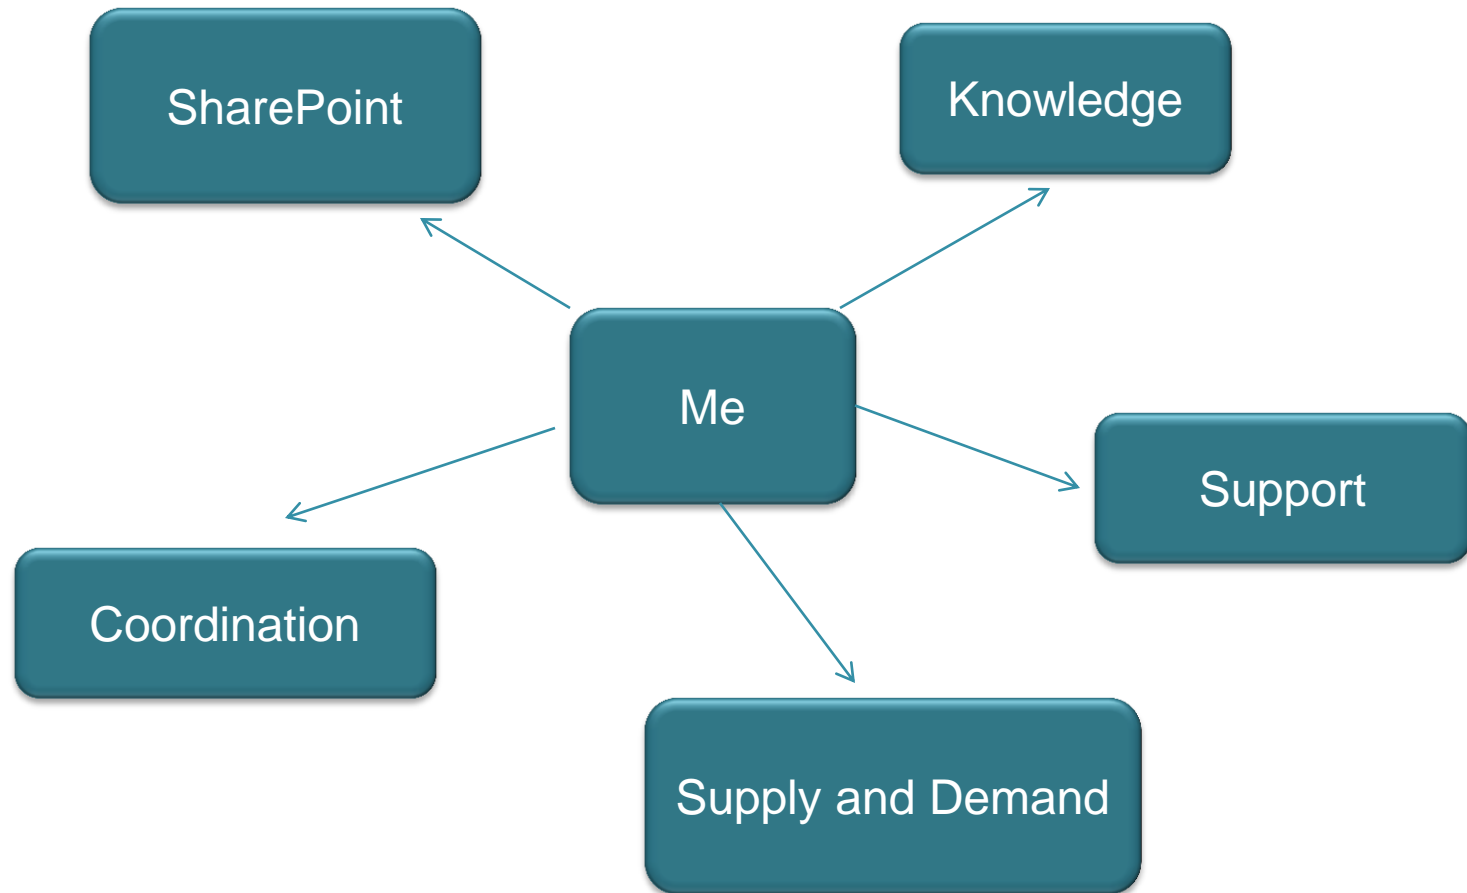 SharePoint
Knowledge
Me
Support
Coordination
Supply and Demand